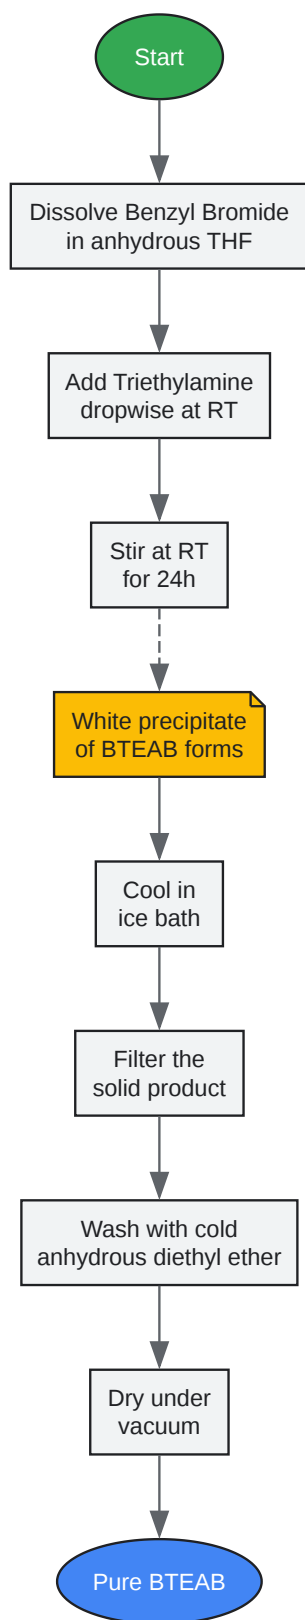 Start
Dissolve Benzyl Bromide
in anhydrous THF
Add Triethylamine
dropwise at RT
Stir at RT
for 24h
White precipitate
of BTEAB forms
Cool in
ice bath
Filter the
solid product
Wash with cold
anhydrous diethyl ether
Dry under
vacuum
Pure BTEAB